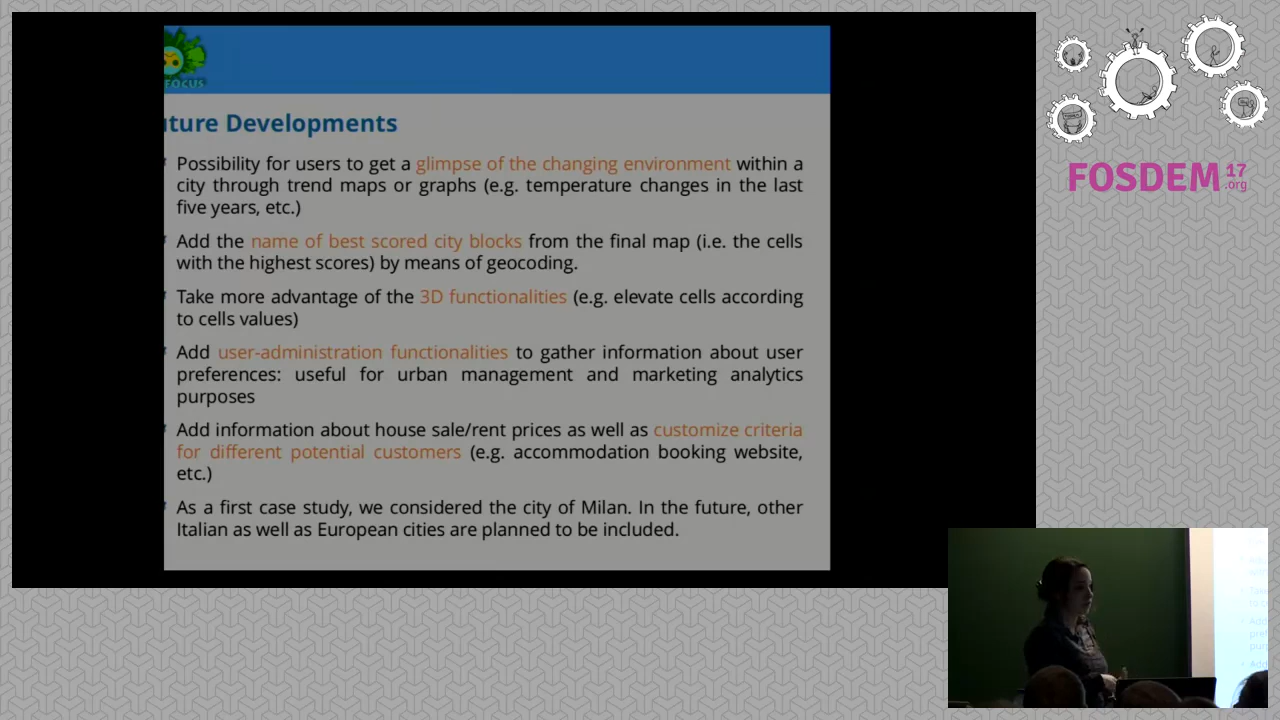 FOCUS
ture Developments
Possibility for users to get a glimpse of the changing environment within a
city through trend maps or graphs (e.g. temperature changes in the last
five years, etc.)
Add the name of best scored city blocks from the final map (i.e. the cells
with the highest scores) by means of geocoding.
Take more advantage of the 3D functionalities (e.g. elevate cells according
to cells values)
Add user-administration functionalities to gather information about user
preferences: useful for urban management and marketing analytics
purposes
Add information about house sale/rent prices as well as customize criteria
for different potential customers (e.g. accommodation booking website,
etc.)
As a first case study, we considered the city of Milan. In the future, other
Italian as well as European cities are planned to be included.
FOSDEM 17
.org